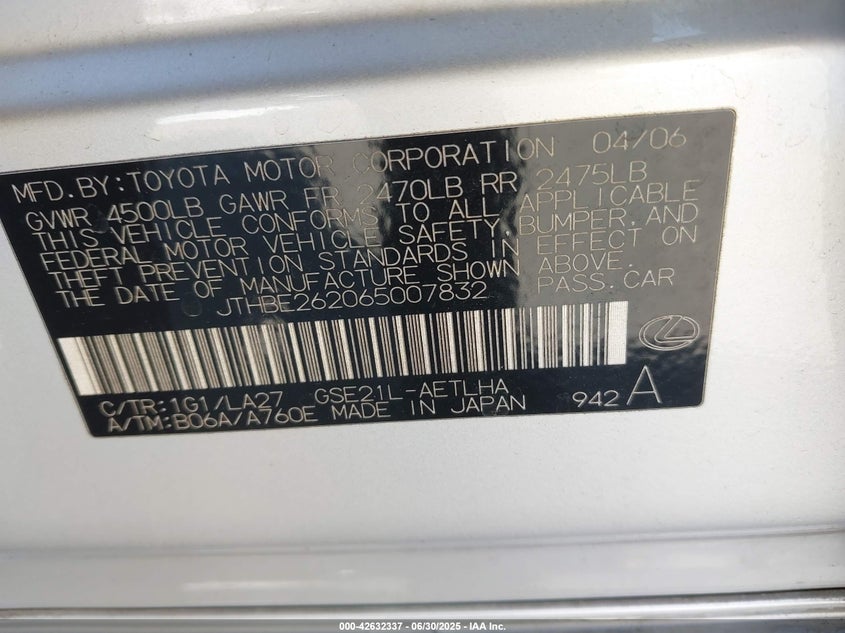 MFD.BY:TOYOTA MOTOR CORPORATION 04/06
GVWR 4500LB GAWR FR 2470LB RR 2475LB
THIS VEHICLE CONFORMS TO ALL APPLICABLE
FEDERAL MOTOR VEHICLE SAFETY,BUMPER,AND
THEFT PREVENTION STANDARDS IN EFFECT ON
THE DATE OF MANUFACTURE SHOWN ABOVE.
JTHBE262065007832 PASS.CAR
C/TR:1G1/LA27 GSE21L-AETLHA
A/TM:B06A/A760E MADE IN JAPAN 942 A
000-42632337 - 06/30/2025 - IAA Inc.